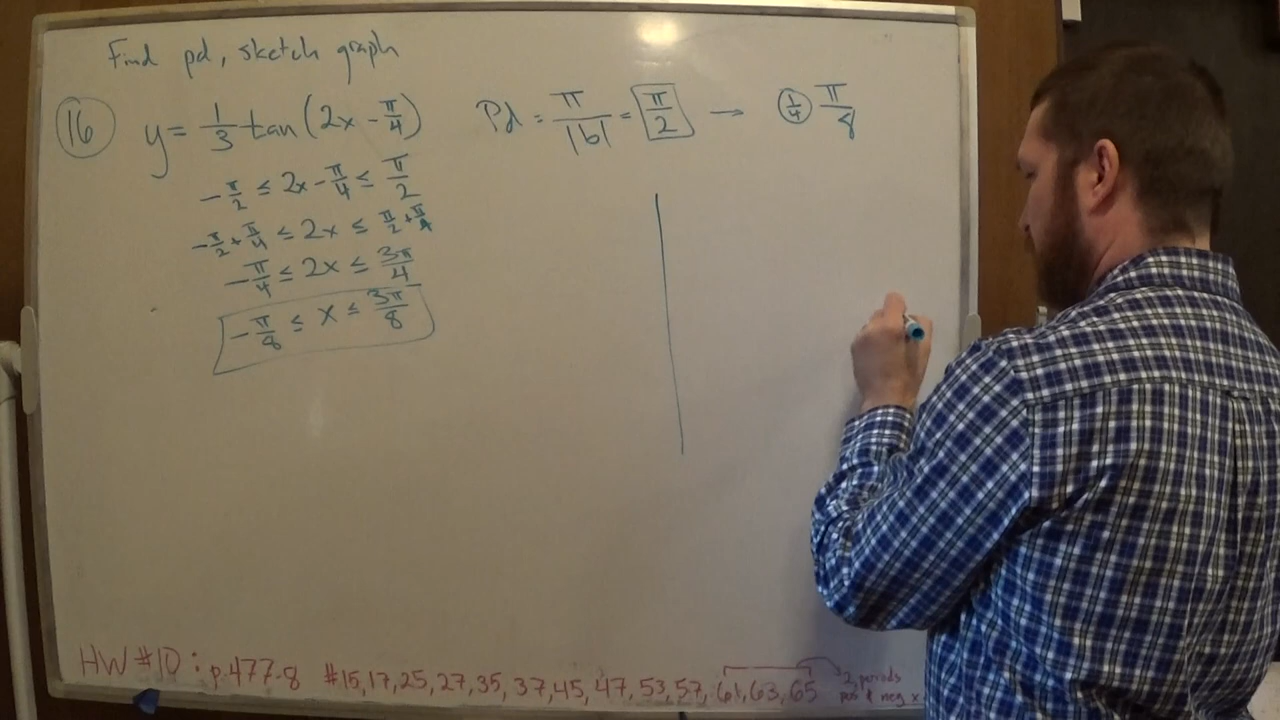 Find pd, sketch graph
16 y = 1/3 tan(2x - π/4) Pd = π/|b| = π/2 → 1/4 π/8
-π/2 ≤ 2x - π/4 ≤ π/2
-π/2 + π/4 ≤ 2x ≤ π/2 + π/4
-π/4 ≤ 2x ≤ 3π/4
-π/8 ≤ x ≤ 3π/8
HW #10: p.477-8 #15, 17, 25, 27, 35, 37, 45, 47, 53, 57, 61, 63, 65 2 periods
pos & neg x